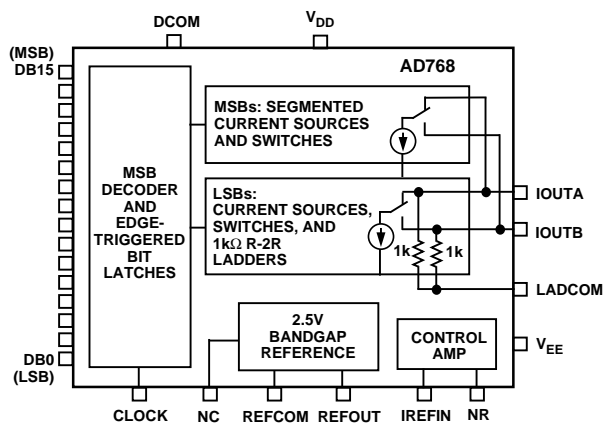 DCOM
V_DD
(MSB)
DB15
AD768
MSBs: SEGMENTED
CURRENT SOURCES
AND SWITCHES
MSB
DECODER
AND
EDGE-
TRIGGERED
BIT
LATCHES
LSBs:
CURRENT SOURCES,
SWITCHES, AND
1kΩ R-2R
LADDERS
1k
1k
IOUTA
IOUTB
LADCOM
2.5V
BANDGAP
REFERENCE
CONTROL
AMP
V_EE
DB0
(LSB)
CLOCK
NC
REFCOM
REFOUT
IREFIN
NR